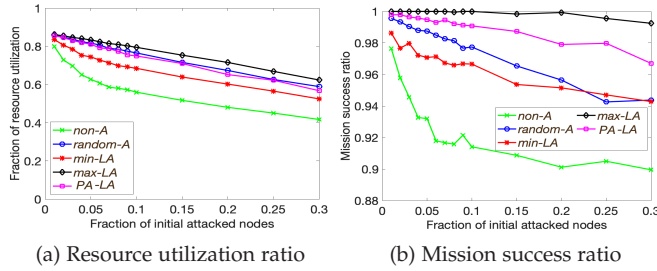 1
0.8
0.6
0.4
0.2
0
Fraction of resource utilization
non-A
random-A
min-LA
max-LA
PA-LA
0 0.05 0.1 0.15 0.2 0.25 0.3
Fraction of initial attacked nodes
(a) Resource utilization ratio
1
0.98
0.96
0.94
0.92
0.9
0.88
Mission success ratio
non-A max-LA
random-A PA-LA
min-LA
0 0.05 0.1 0.15 0.2 0.25 0.3
Fraction of initial attacked nodes
(b) Mission success ratio